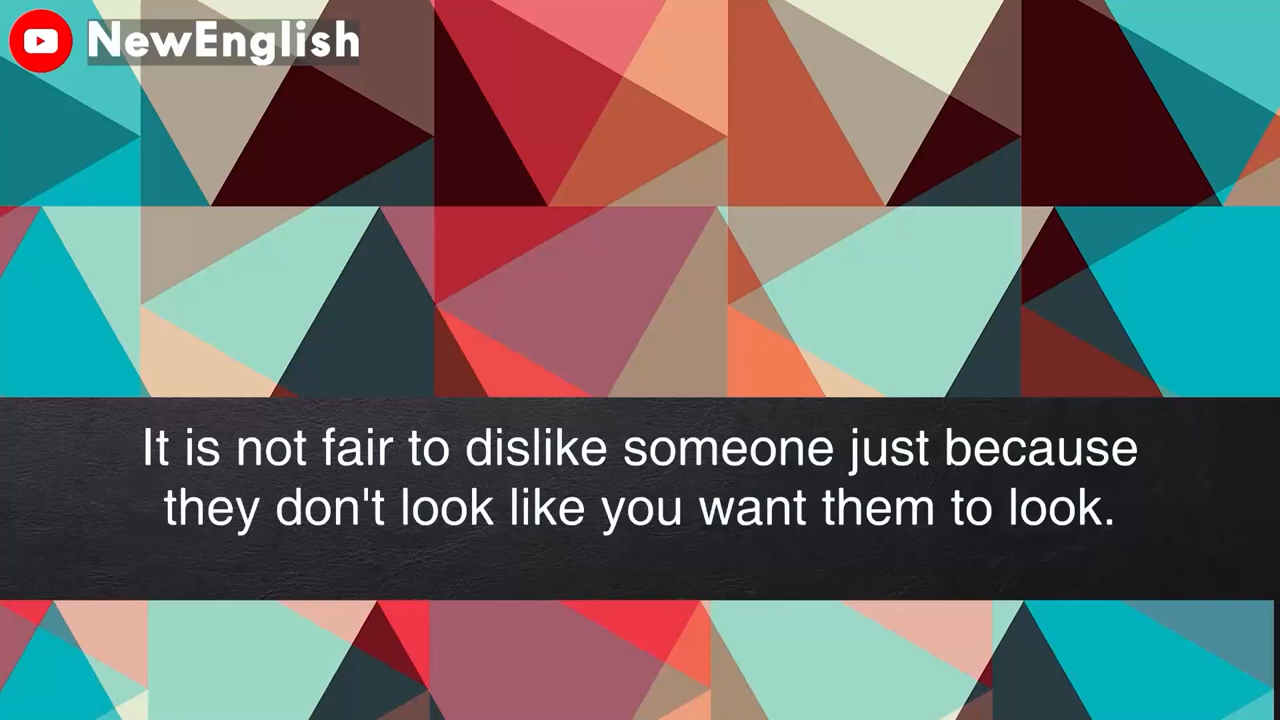 NewEnglish
It is not fair to dislike someone just because
they don't look like you want them to look.